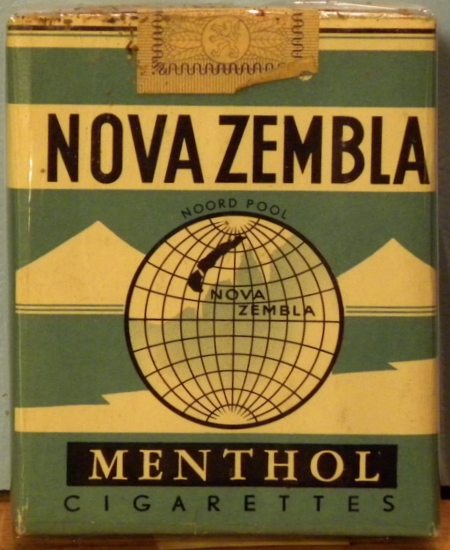 NOVA ZEMBLA
NOORD POOL
NOVA
ZEMBLA
MENTHOL
CIGARETTES